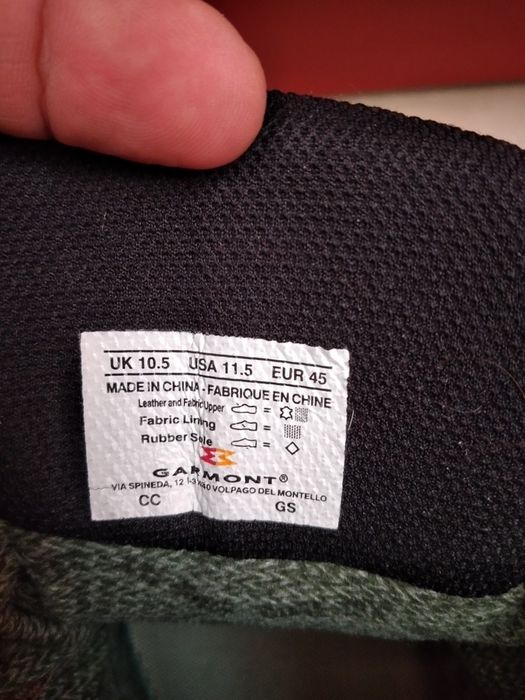 UK 10.5 USA 11.5 EUR 45
MADE IN CHINA - FABRIQUE EN CHINE
Leather and Fabric Upper =
Fabric Lining =
Rubber Sole =
GARMONT®
VIA SPINEDA, 12 VOLPAGO DEL MONTELLO
CC GS